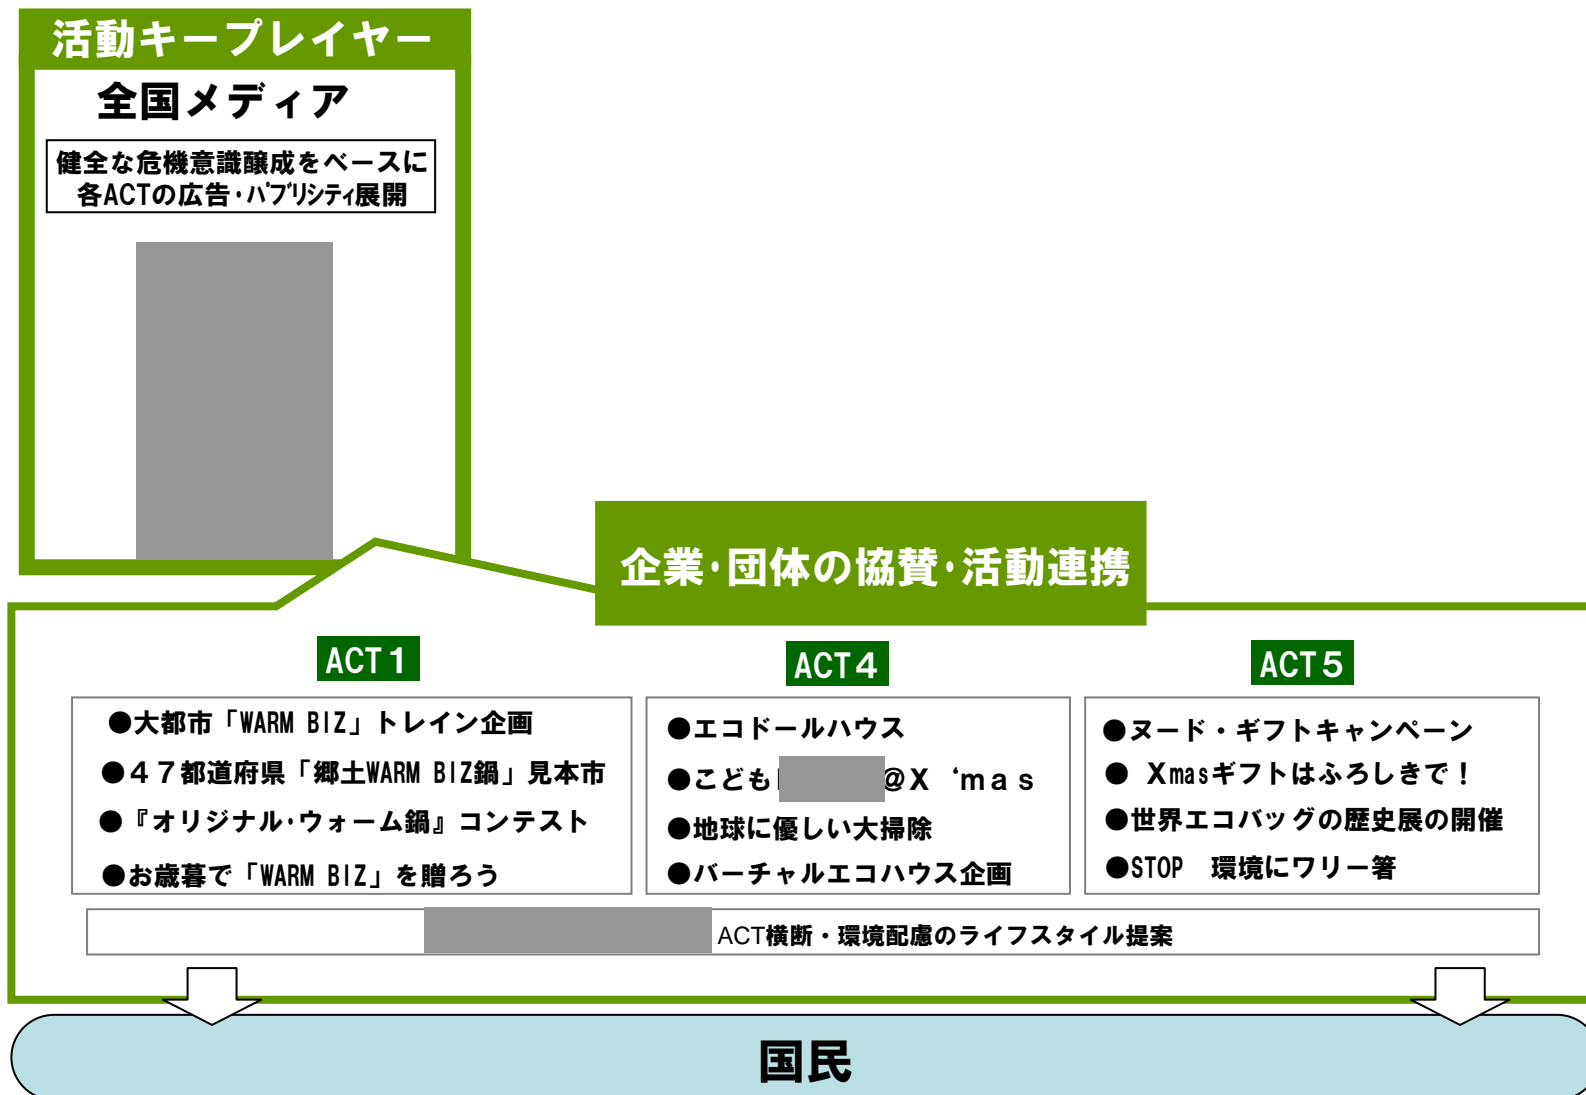 活動キープレイヤー
全国メディア
健全な危機意識醸成をベースに
各ACTの広告・パブリシティ展開
企業・団体の協賛・活動連携
ACT１
●大都市「WARM BIZ」トレイン企画
●４７都道府県「郷土WARM BIZ鍋」見本市
●『オリジナル・ウォーム鍋』コンテスト
●お歳暮で「WARM BIZ」を贈ろう
ACT４
●エコドールハウス
●こども @X ‘mas
●地球に優しい大掃除
●バーチャルエコハウス企画
ACT５
●ヌード・ギフトキャンペーン
● Xmasギフトはふろしきで！
●世界エコバッグの歴史展の開催
●STOP　環境にワリー箸
ACT横断・環境配慮のライフスタイル提案
国民